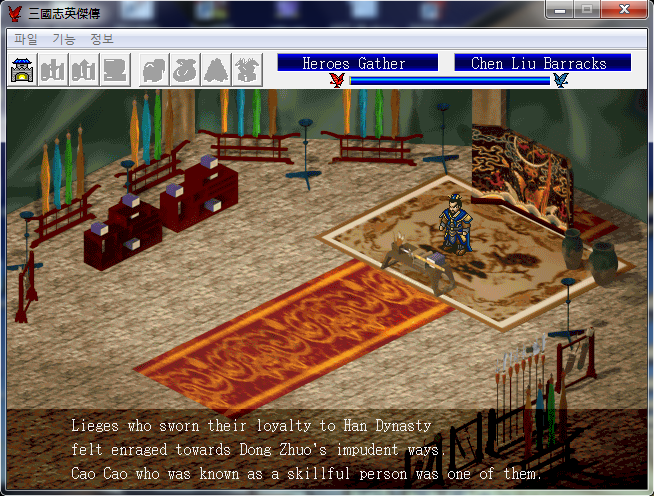 三國志英傑傳
파일 기능 정보
Heroes Gather
Chen Liu Barracks
Lieges who sworn their loyalty to Han Dynasty
felt enraged towards Dong Zhuo's impudent ways.
Cao Cao who was known as a skillful person was one of them.